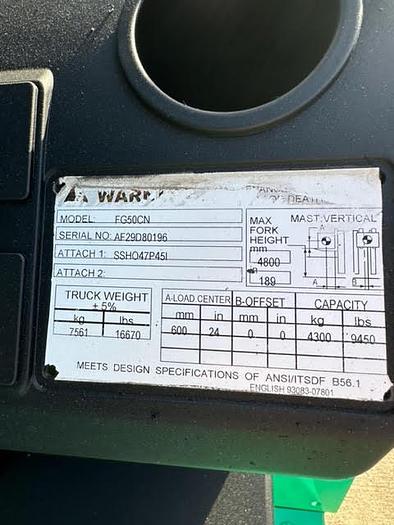 MODEL: FG50CN
SERIAL NO: AF29D80196
ATTACH 1: SSHO47P45I
ATTACH 2:
MAX FORK HEIGHT
MAST:VERTICAL
mm
4800
189
A
B
A
B
TRUCK WEIGHT
± 5%
kg lbs
7561 16670
A-LOAD CENTER B-OFFSET CAPACITY
mm in mm in kg lbs
600 24 0 0 4300 9450
MEETS DESIGN SPECIFICATIONS OF ANSI/ITSDF B56.1
ENGLISH 93083-07801